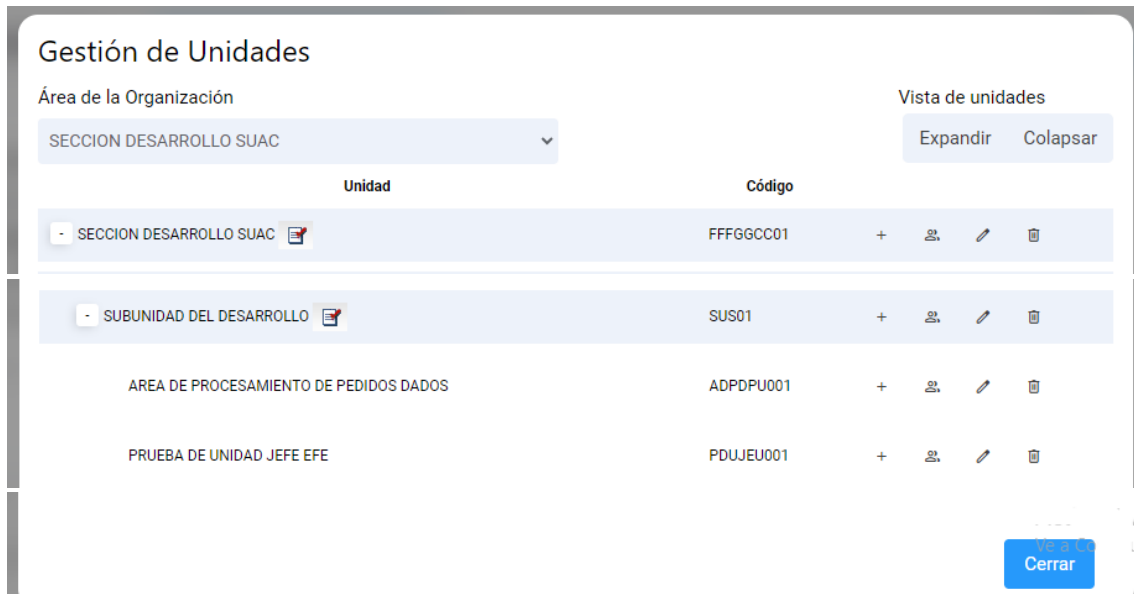 Gestión de Unidades
Área de la Organización
Vista de unidades
SECCION DESARROLLO SUAC
Expandir Colapsar
Unidad Código
- SECCION DESARROLLO SUAC FFFGGCC01 +
- SUBUNIDAD DEL DESARROLLO SUS01 +
AREA DE PROCESAMIENTO DE PEDIDOS DADOS ADPDPU001 +
PRUEBA DE UNIDAD JEFE EFE PDUJEU001 +
Ve a Co
Cerrar